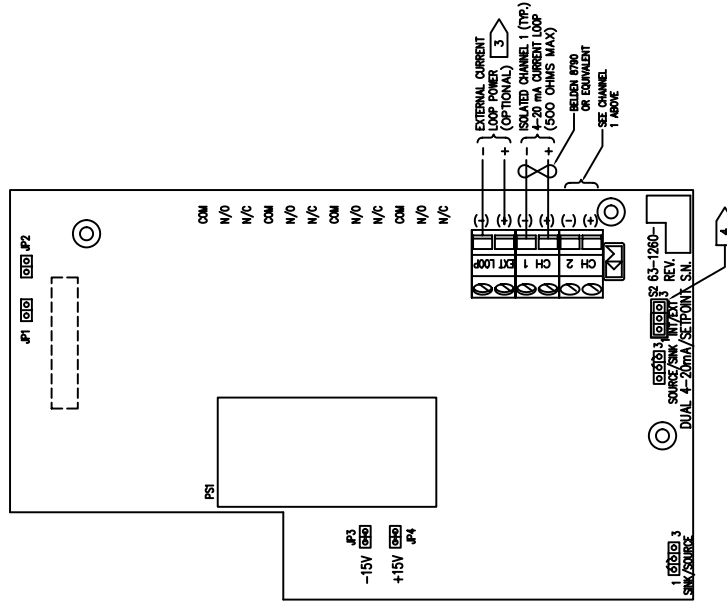 JP1
JP2
COM
N/O
N/C
COM
N/O
N/C
COM
N/O
N/C
COM
N/O
N/C
EXTERNAL CURRENT
LOOP POWER
(OPTIONAL)
3
-
+
ISOLATED CHANNEL 1 (TYP.)
4-20 mA CURRENT LOOP
(500 OHMS MAX)
-
+
BELDEN 8790
OR EQUIVALENT
SEE CHANNEL
1 ABOVE
(-)
(+)
(-)
(+)
(-)
(+)
EXT LOOP
CH 1
CH 2
PS1
JP3
-15V
+15V
JP4
S2 63-1260-
REV.
1
3
3
SOURCE/SINK INT/EXT
DUAL 4-20mA/SETPOINT S.N.
4
1
3
SINK/SOURCE